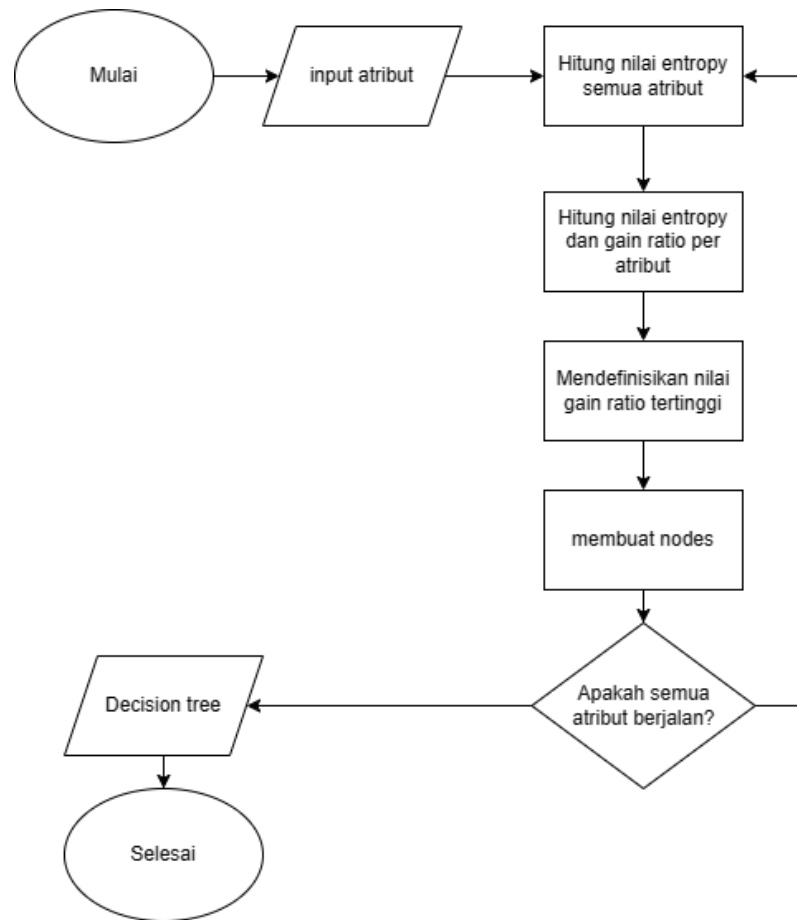 Mulai
input atribut
Hitung nilai entropy
semua atribut
Hitung nilai entropy
dan gain ratio per
atribut
Mendefinisikan nilai
gain ratio tertinggi
membuat nodes
Apakah semua
atribut berjalan?
Decision tree
Selesai